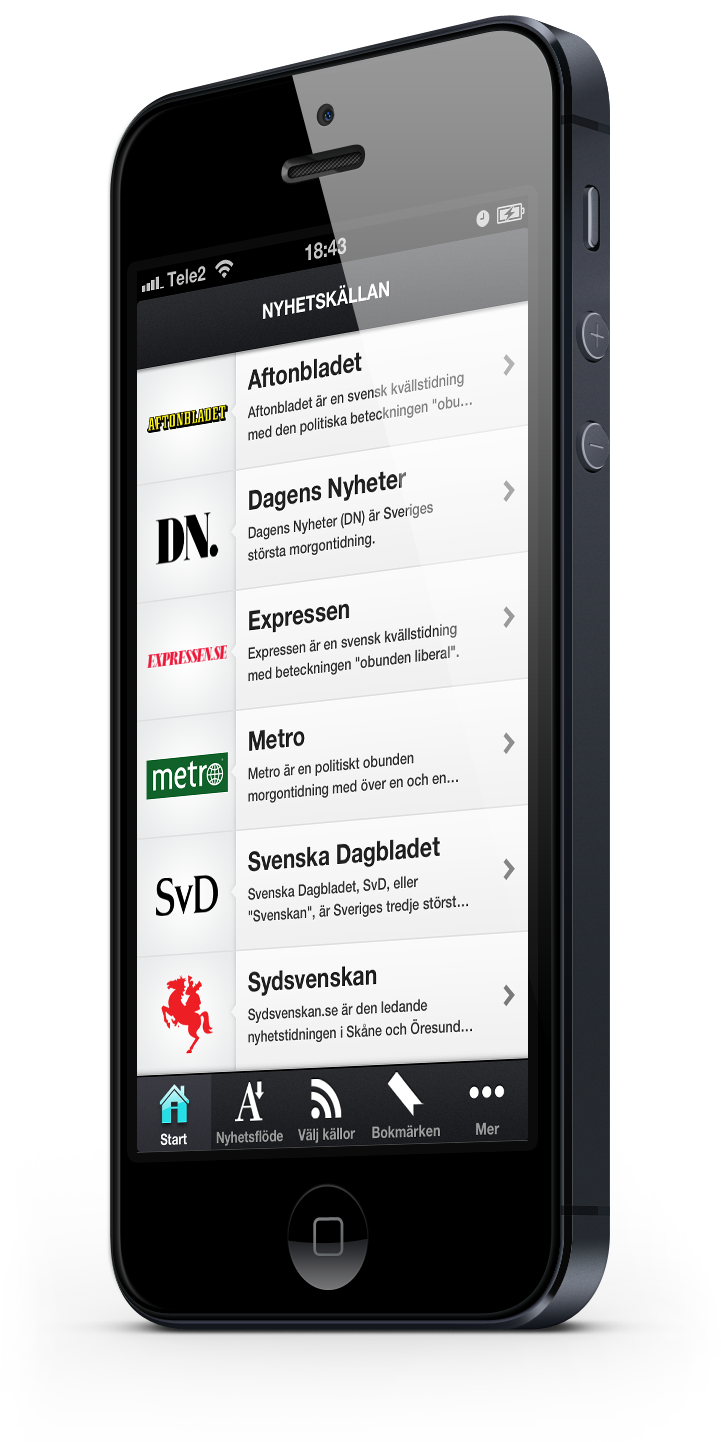 Tele2
18:43
NYHETSKÄLLAN
AFTONBLADET
Aftonbladet
Aftonbladet är en svensk kvällstidning
med den politiska beteckningen "obu...
DN.
Dagens Nyheter
Dagens Nyheter (DN) är Sveriges
största morgontidning.
EXPRESSEN.SE
Expressen
Expressen är en svensk kvällstidning
med beteckningen "obunden liberal".
metro
Metro
Metro är en politiskt obunden
morgontidning med över en och en...
SvD
Svenska Dagbladet
Svenska Dagbladet, SvD, eller
"Svenskan", är Sveriges tredje störst...
Sydsvenskan
Sydsvenskan.se är den ledande
nyhetstidningen i Skåne och Öresund...
A
Start
Nyhetsflöde
Välj källor
Bokmärken
Mer